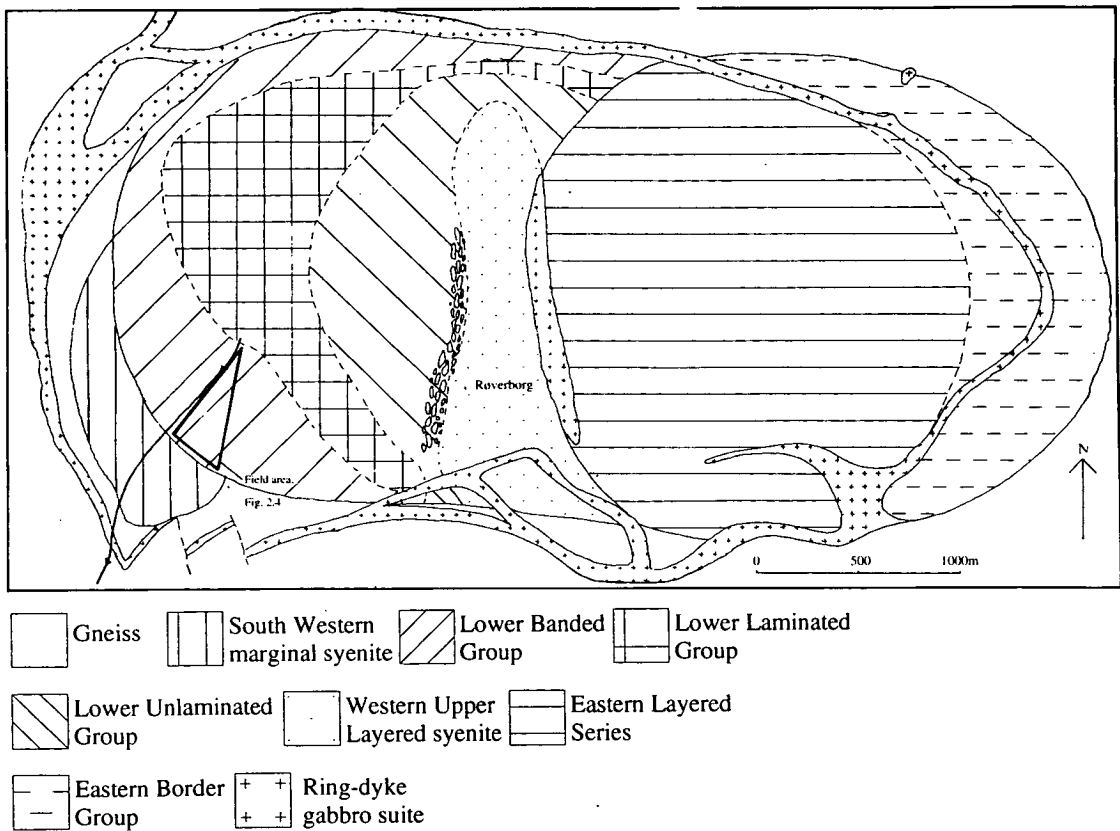 Røverborg
Field area.
Fig. 2.4
N
0 500 1000m
Gneiss
South Western
marginal syenite
Lower Banded
Group
Lower Laminated
Group
Lower Unlaminated
Group
Western Upper
Layered syenite
Eastern Layered
Series
Eastern Border
Group
Ring-dyke
gabbro suite